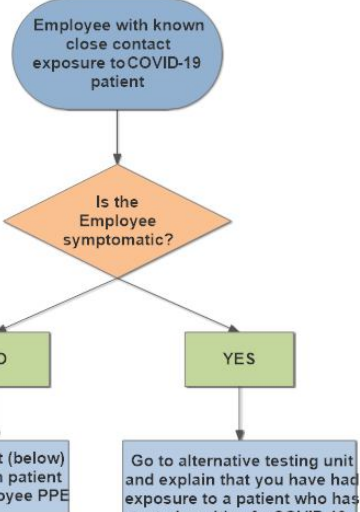 Employee with known
close contact
exposure to COVID-19
patient
Is the
Employee
symptomatic?
YES
t (below)
patient
yee PPE
Go to alternative testing unit
and explain that you have had
exposure to a patient who has